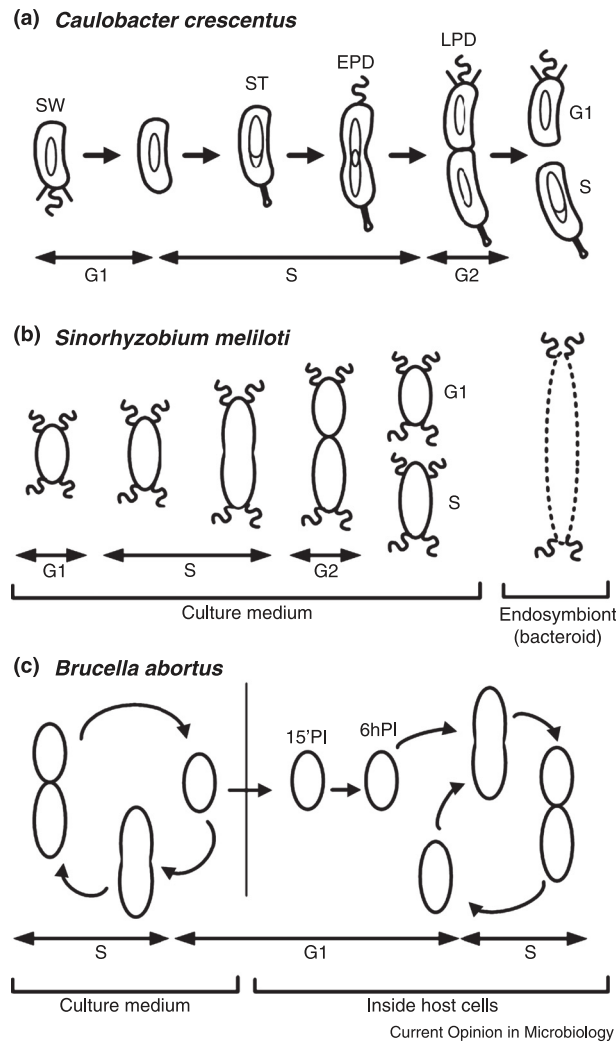 (a) Caulobacter crescentus
SW
ST
EPD
LPD
G1
S
G1
S
G2
(b) Sinorhyzobium meliloti
G1
S
G1
S
G2
Culture medium
Endosymbiont
(bacteroid)
(c) Brucella abortus
15'PI
6hPI
S
G1
S
Culture medium
Inside host cells
Current Opinion in Microbiology